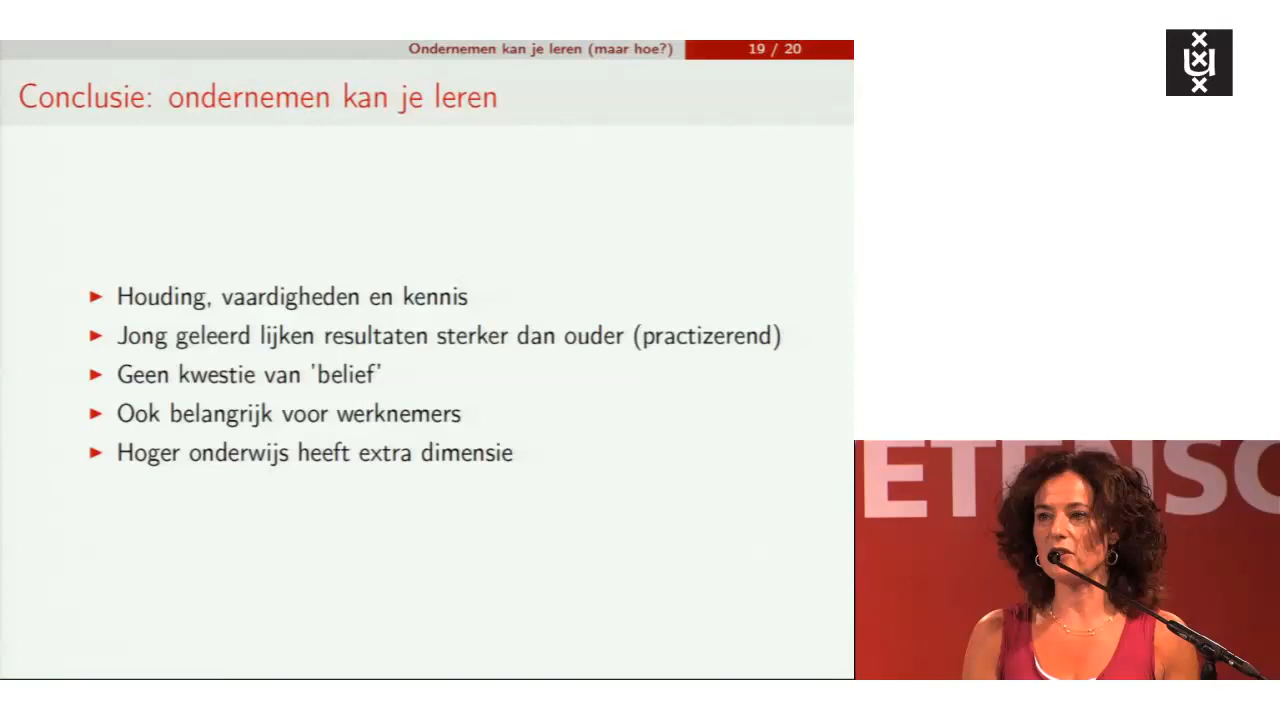 Ondernemen kan je leren (maar hoe?)
19 / 20
Conclusie: ondernemen kan je leren
Houding, vaardigheden en kennis
Jong geleerd lijken resultaten sterker dan ouder (practizerend)
Geen kwestie van 'belief'
Ook belangrijk voor werknemers
Hoger onderwijs heeft extra dimensie
ETENSC